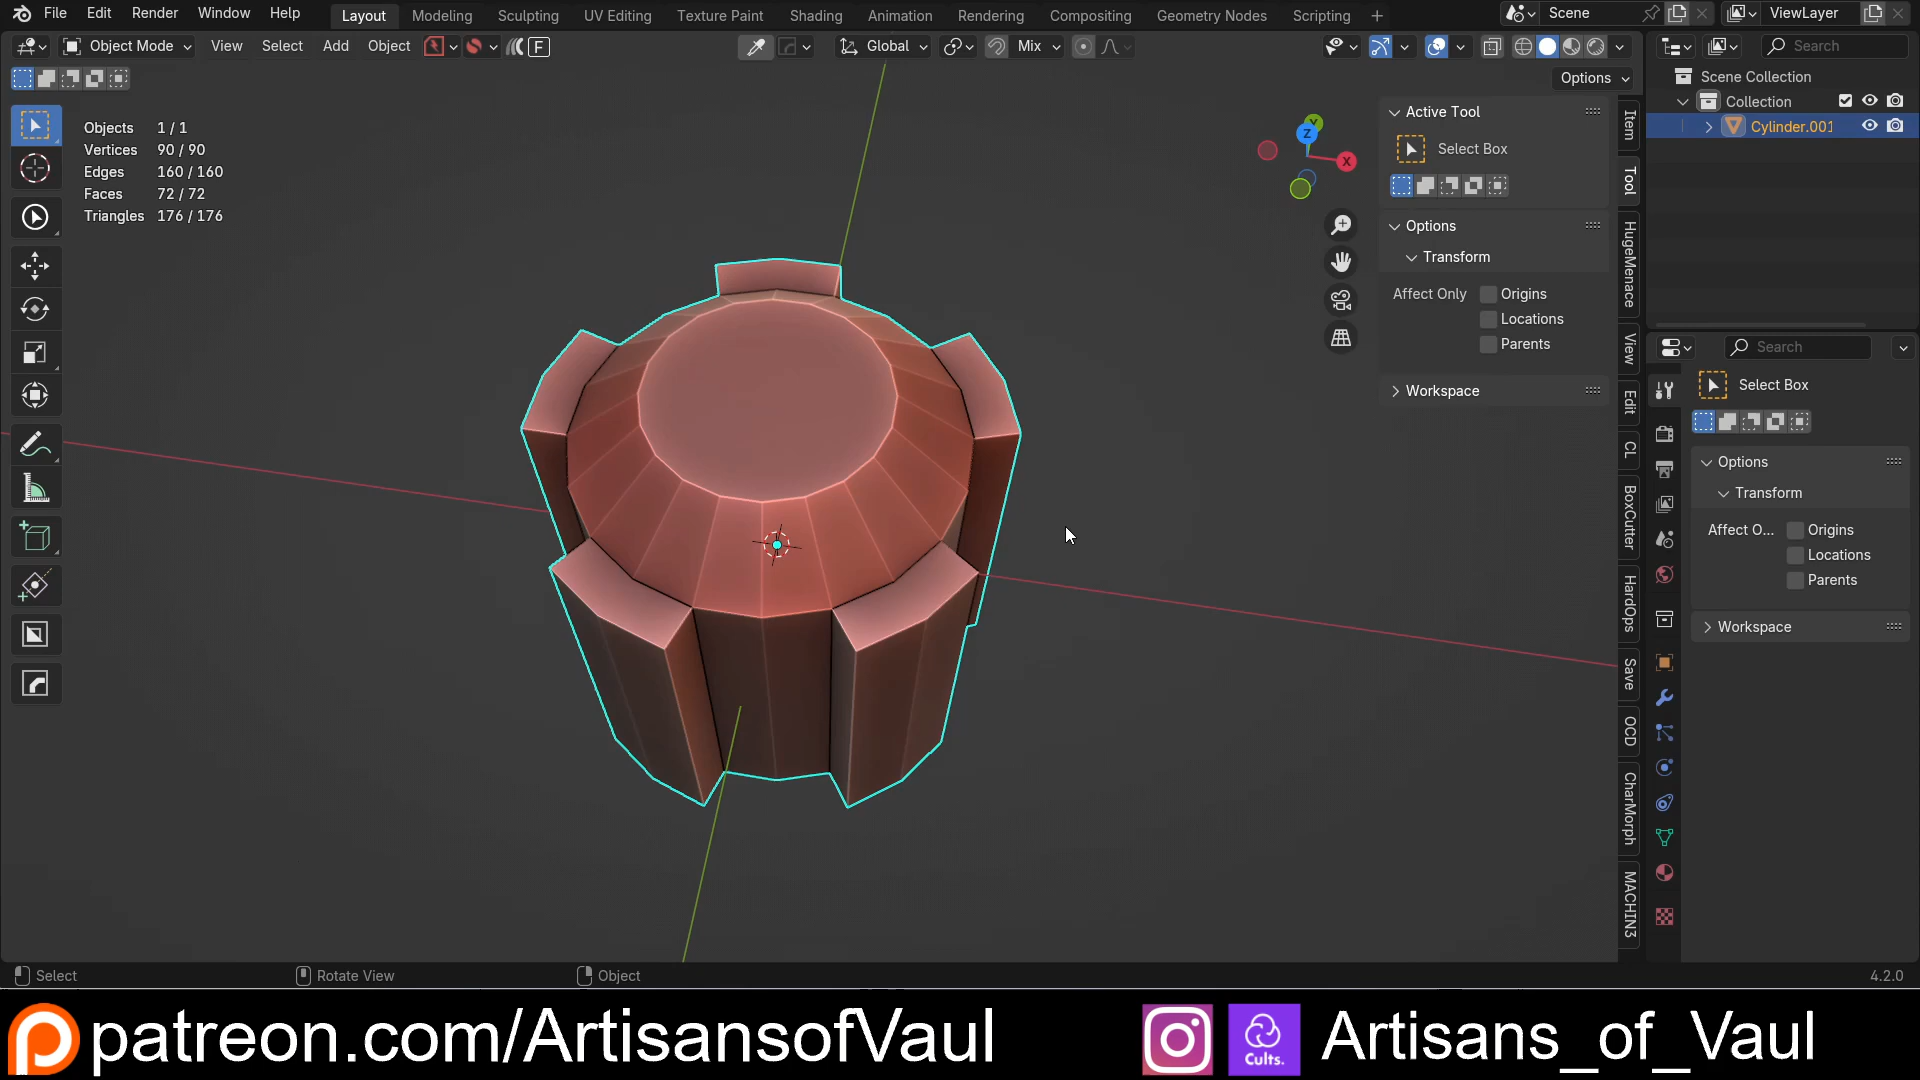 File Edit Render Window Help Layout Modeling Sculpting UV Editing Texture Paint Shading Animation Rendering Compositing Geometry Nodes Scripting + Scene ViewLayer
Object Mode View Select Add Object F Global Mix Search
Options
Scene Collection
Collection
Cylinder.001
Objects 1 / 1
Vertices 90 / 90
Edges 160 / 160
Faces 72 / 72
Triangles 176 / 176
Y
Z
X
Active Tool
Select Box
Options
Transform
Affect Only Origins
Locations
Parents
Workspace
Item
Tool
HugeMenace
View
Edit
CL
BoxCutter
HardOps
Save
OCD
CharMorph
MACHIN3
Search
Select Box
Options
Transform
Affect O... Origins
Locations
Parents
Workspace
Select Rotate View Object 4.2.0
patreon.com/ArtisansofVaul Cults. Artisans_of_Vaul